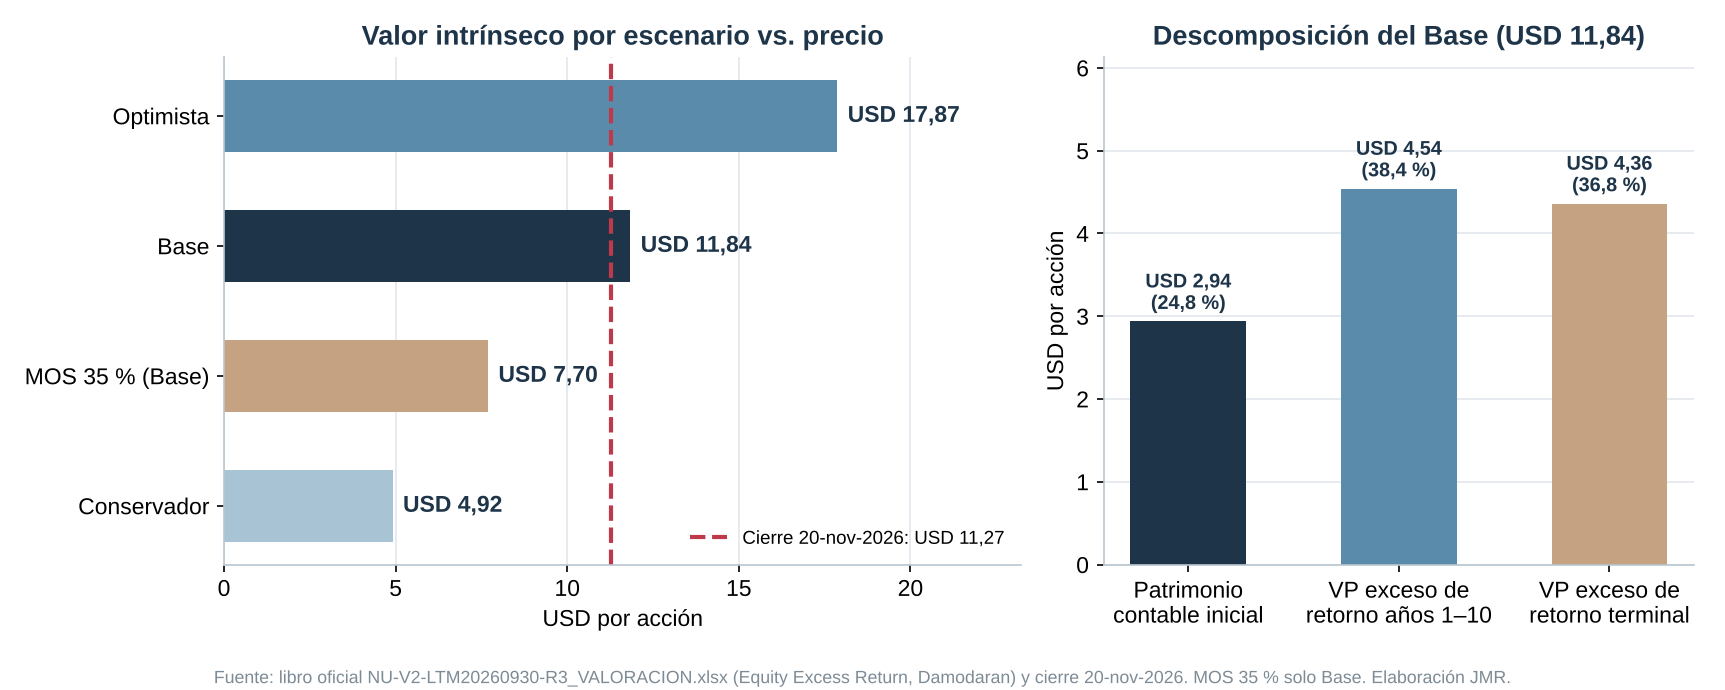 Valor intrínseco por escenario vs. precio
Optimista
USD 17,87
Base
USD 11,84
MOS 35 % (Base)
USD 7,70
Conservador
USD 4,92
Cierre 20-nov-2026: USD 11,27
0
5
10
15
20
USD por acción
Descomposición del Base (USD 11,84)
USD por acción
6
5
4
3
2
1
0
USD 2,94
(24,8 %)
USD 4,54
(38,4 %)
USD 4,36
(36,8 %)
Patrimonio
contable inicial
VP exceso de
retorno años 1–10
VP exceso de
retorno terminal
Fuente: libro oficial NU-V2-LTM20260930-R3_VALORACION.xlsx (Equity Excess Return, Damodaran) y cierre 20-nov-2026. MOS 35 % solo Base. Elaboración JMR.